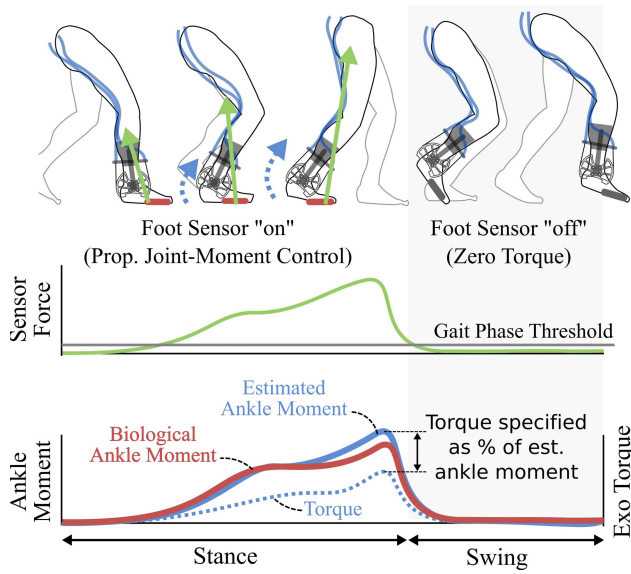 Foot Sensor "on"
(Prop. Joint-Moment Control)
Foot Sensor "off"
(Zero Torque)
Sensor
Force
Gait Phase Threshold
Ankle
Moment
Estimated
Ankle Moment
Biological
Ankle Moment
Torque
Torque specified
as % of est.
ankle moment
Exo Torque
Stance
Swing